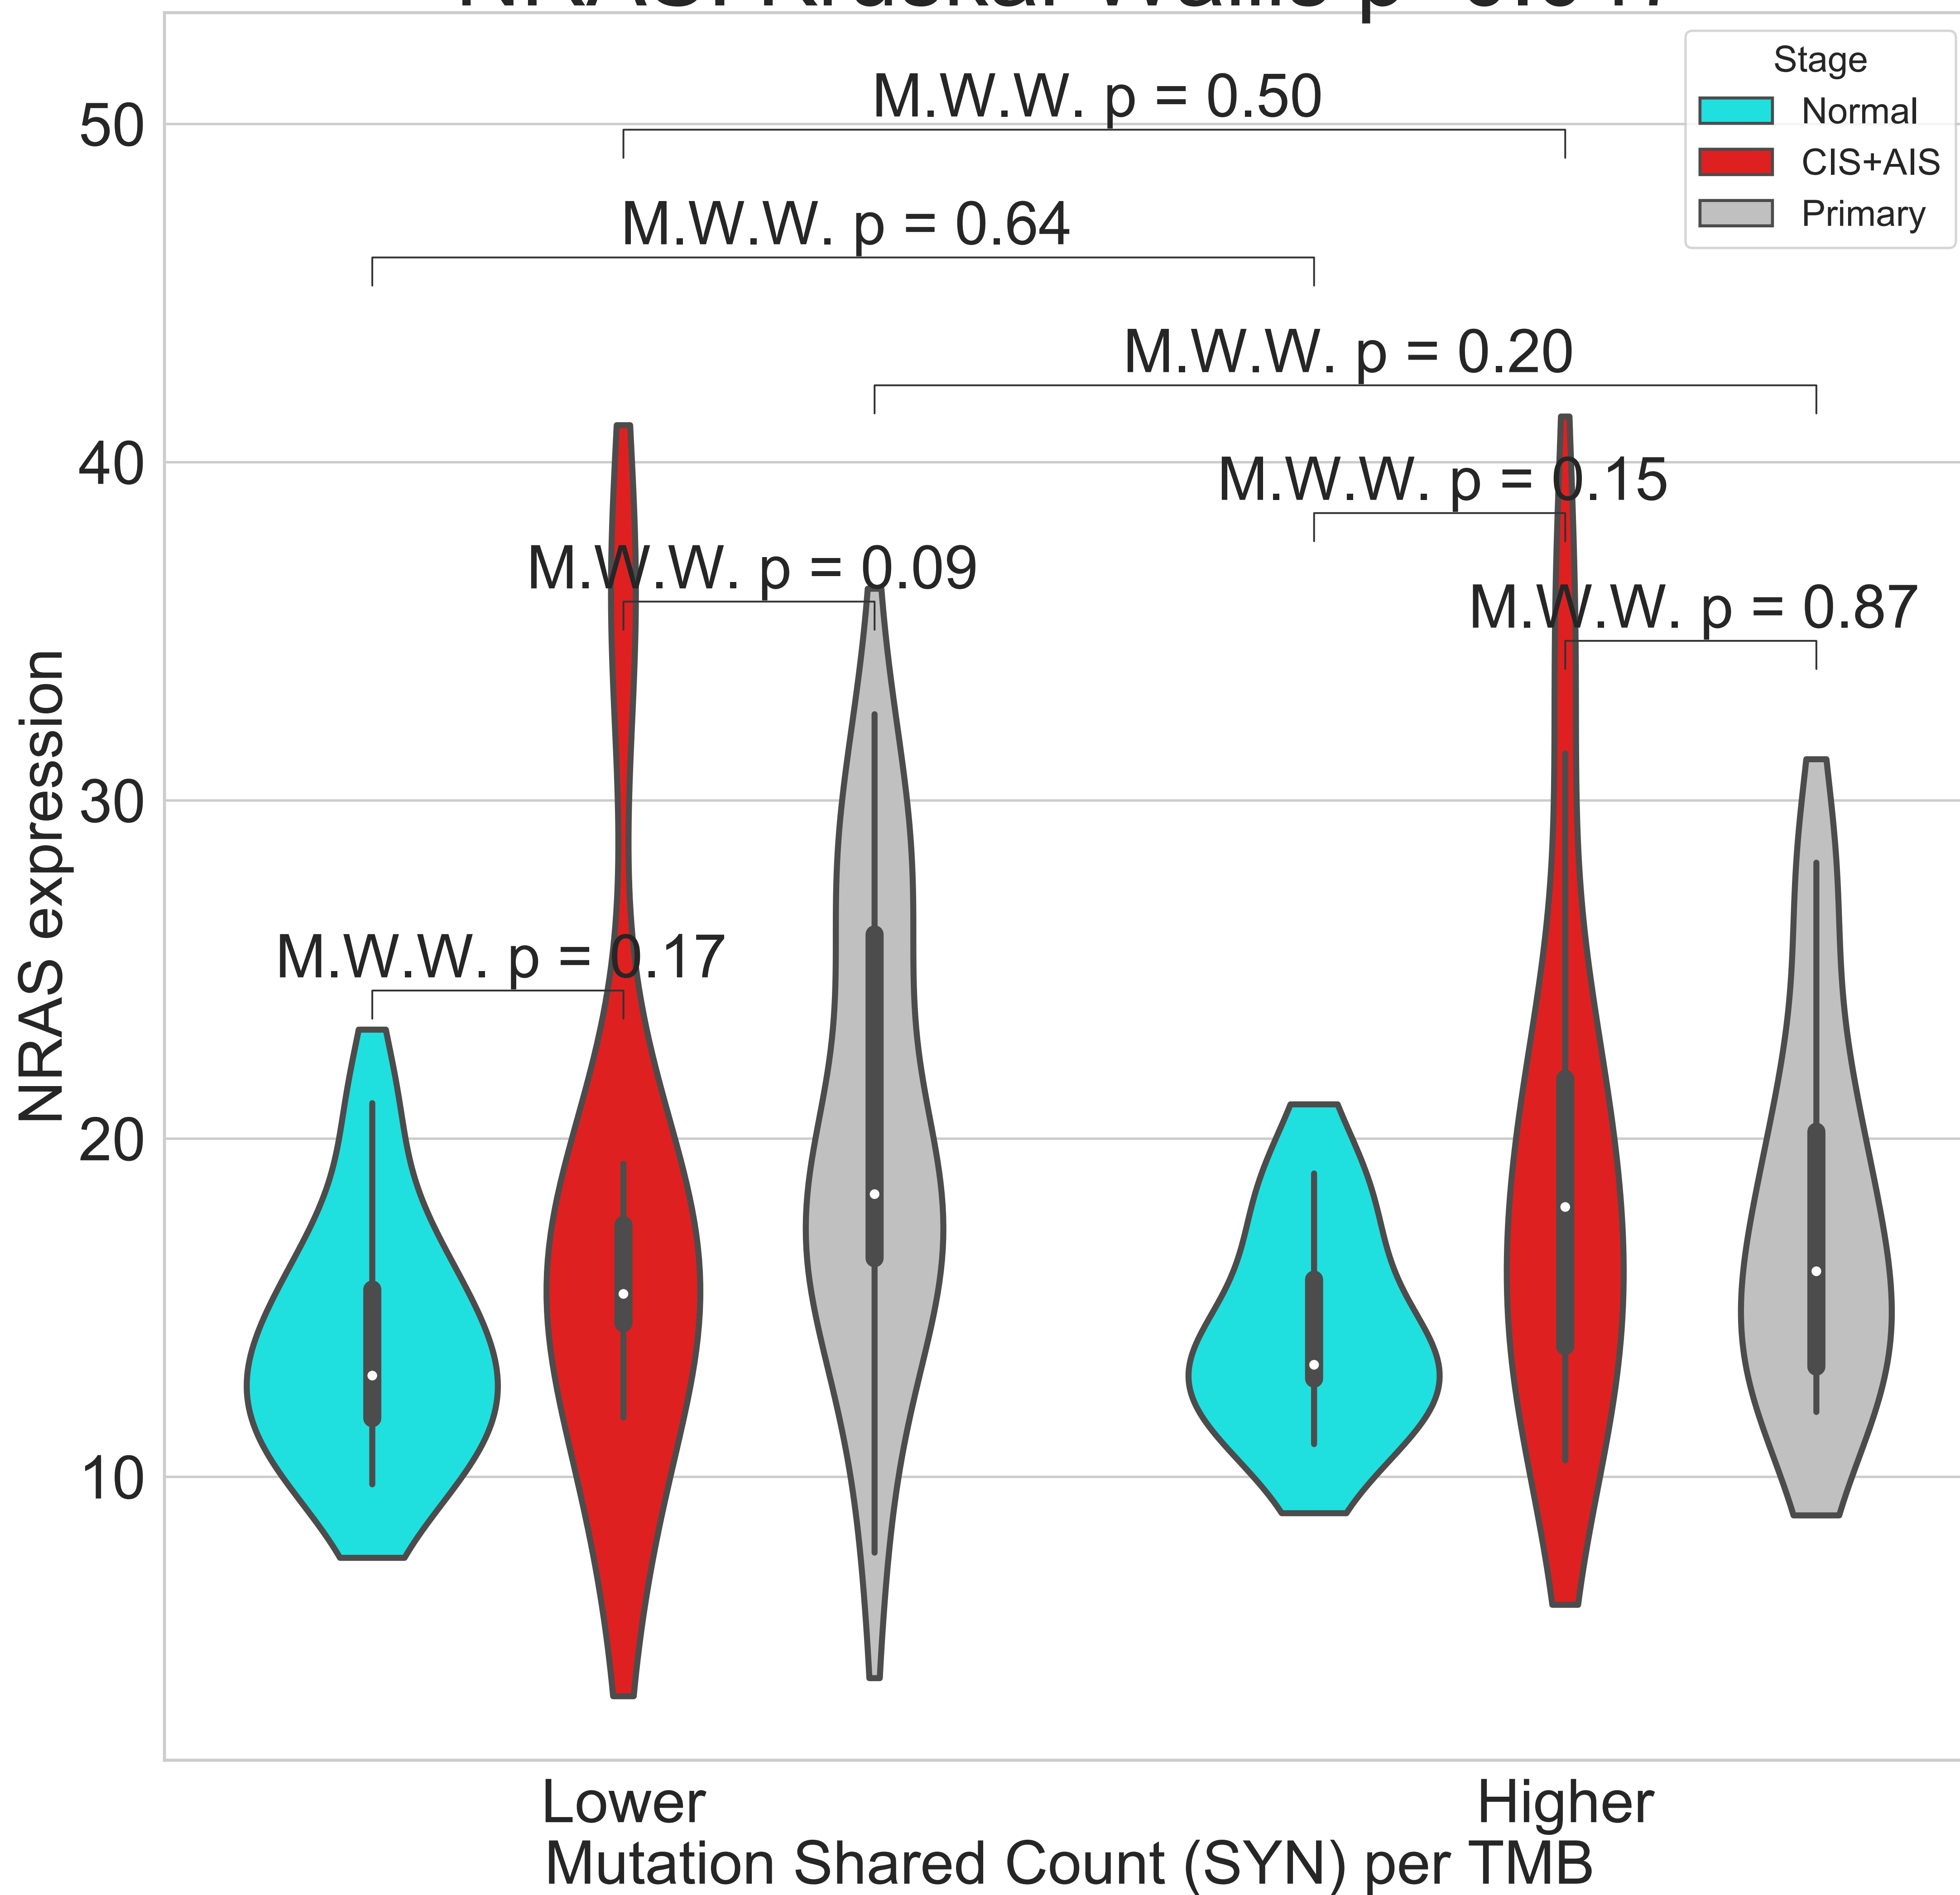 Stage
Normal
CIS+AIS
Primary
M.W.W. p = 0.50
M.W.W. p = 0.64
M.W.W. p = 0.20
M.W.W. p = 0.15
M.W.W. p = 0.09
M.W.W. p = 0.87
M.W.W. p = 0.17
NRAS expression
50
40
30
20
10
Lower
Higher
Mutation Shared Count (SYN) per TMB